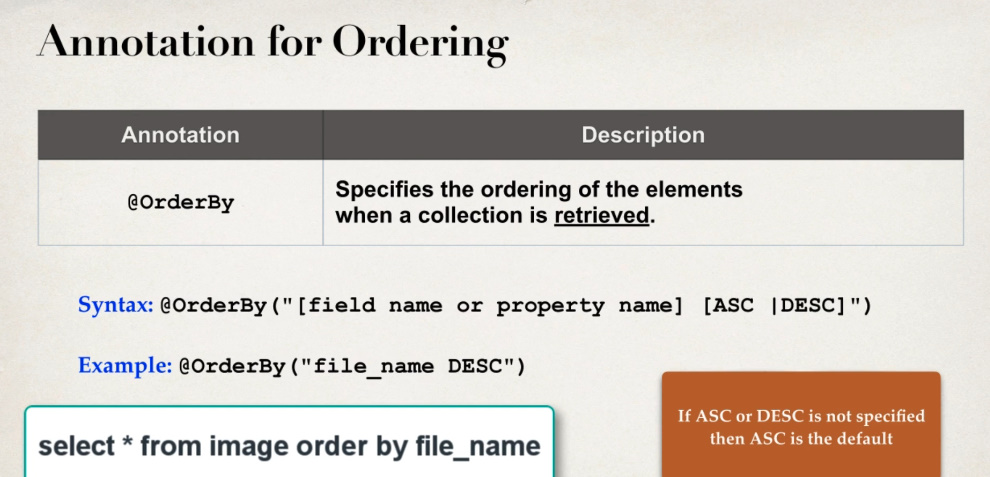 Annotation for Ordering
Annotation Description
@OrderBy
Specifies the ordering of the elements
when a collection is retrieved.
Syntax: @OrderBy("[field name or property name] [ASC |DESC]")
Example: @OrderBy("file_name DESC")
select * from image order by file_name
If ASC or DESC is not specified
then ASC is the default